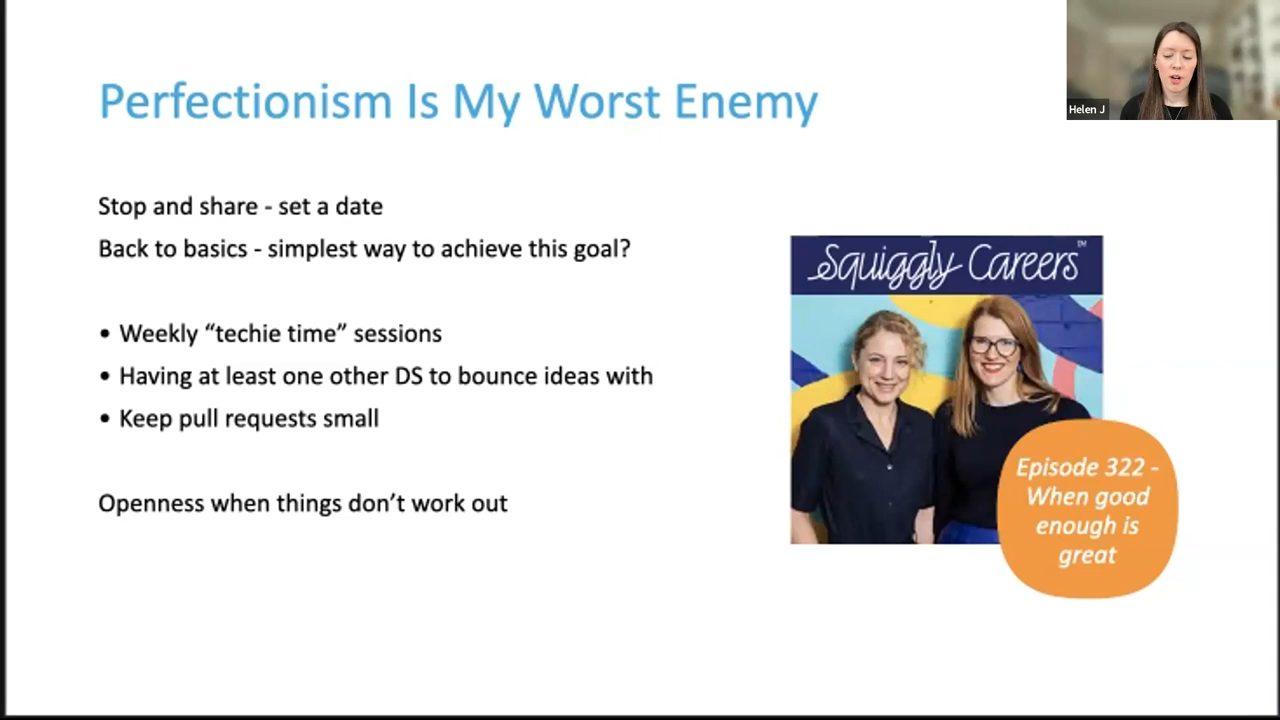 Perfectionism Is My Worst Enemy
Helen J
Stop and share - set a date
Back to basics - simplest way to achieve this goal?
• Weekly “techie time” sessions
• Having at least one other DS to bounce ideas with
• Keep pull requests small
Openness when things don’t work out
Squiggly Careers™
Episode 322 -
When good
enough is
great